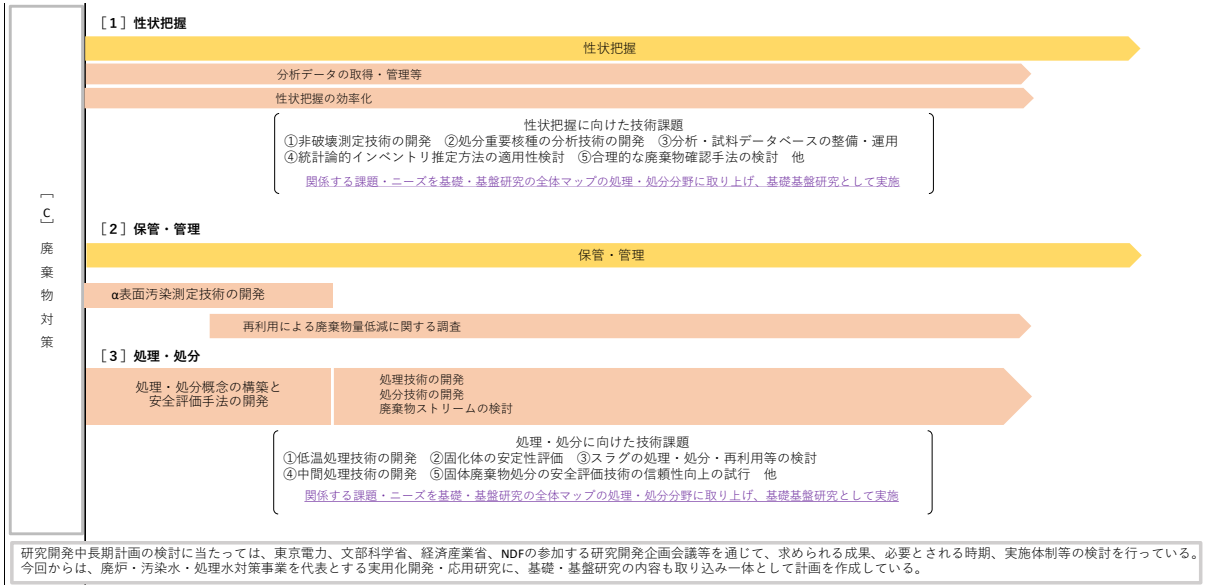 ［C］廃棄物対策
［1］性状把握
性状把握
分析データの取得・管理等
性状把握の効率化
性状把握に向けた技術課題
①非破壊測定技術の開発　②処分重要核種の分析技術の開発　③分析・試料データベースの整備・運用
④統計論的インベントリ推定方法の適用性検討　⑤合理的な廃棄物確認手法の検討　他
関係する課題・ニーズを基礎・基盤研究の全体マップの処理・処分分野に取り上げ、基礎基盤研究として実施
［2］保管・管理
保管・管理
α表面汚染測定技術の開発
再利用による廃棄物量低減に関する調査
［3］処理・処分
処理・処分概念の構築と
安全評価手法の開発
処理技術の開発
処分技術の開発
廃棄物ストリームの検討
処理・処分に向けた技術課題
①低温処理技術の開発　②固化体の安定性評価　③スラグの処理・処分・再利用等の検討
④中間処理技術の開発　⑤固体廃棄物処分の安全評価技術の信頼性向上の試行　他
関係する課題・ニーズを基礎・基盤研究の全体マップの処理・処分分野に取り上げ、基礎基盤研究として実施
研究開発中長期計画の検討に当たっては、東京電力、文部科学省、経済産業省、NDFの参加する研究開発企画会議等を通じて、求められる成果、必要とされる時期、実施体制等の検討を行っている。
今回からは、廃炉・汚染水・処理水対策事業を代表とする実用化開発・応用研究に、基礎・基盤研究の内容も取り込み一体として計画を作成している。